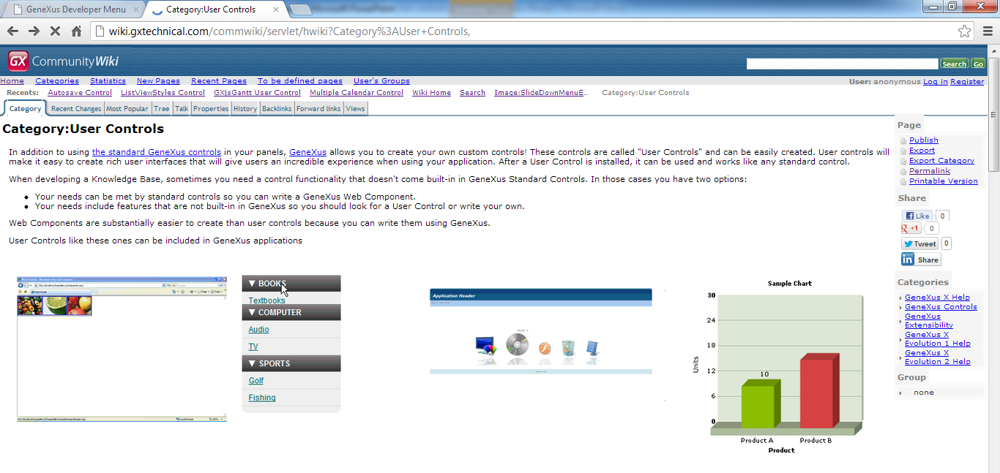 GeneXus Developer Menu
Category:User Controls
wiki.gxtechnical.com/commwiki/servlet/hwiki?Category%3AUser+Controls,
GX CommunityWiki
Search Go
Home Categories Statistics New Pages Recent Pages To be defined pages User's Groups
User: anonymous Log in Register
Recents: Autosave Control ListViewStyles Control GXjsGantt User Control Multiple Calendar Control Wiki Home Search Image:SlideDownMenuE... Category:User Controls
Category Recent Changes Most Popular Tree Talk Properties History Backlinks Forward links Views
Category:User Controls
In addition to using the standard GeneXus controls in your panels, GeneXus allows you to create your own custom controls! These controls are called "User Controls" and can be easily created. User controls will
make it easy to create rich user interfaces that will give users an incredible experience when using your application. After a User Control is installed, it can be used and works like any standard control.
When developing a Knowledge Base, sometimes you need a control functionality that doesn't come built-in in GeneXus Standard Controls. In those cases you have two options:
Your needs can be met by standard controls so you can write a GeneXus Web Component.
Your needs include features that are not built-in in GeneXus so you should look for a User Control or write your own.
Web Components are substantially easier to create than user controls because you can write them using GeneXus.
User Controls like these ones can be included in GeneXus applications
BOOKS
Textbooks
COMPUTER
Audio
TV
SPORTS
Golf
Fishing
Application Header
Sample Chart
30
24
18
12
6
0
Units
10
Product A Product B
Product
Page
Publish
Export
Export Category
Permalink
Printable Version
Share
Like 0
+1 0
Tweet 0
in Share
Categories
GeneXus X Help
GeneXus Controls
GeneXus
Extensibility
GeneXus X
Evolution 1 Help
GeneXus X
Evolution 2 Help
Group
none